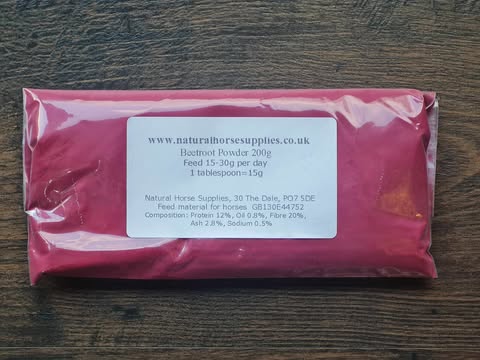 www.naturalhorsesupplies.co.uk
Beetroot Powder 200g
Feed 15-30g per day
1 tablespoon=15g
Natural Horse Supplies, 30 The Dale, PO7 5DE
Feed material for horses GB130E44752
Composition: Protein 12%, Oil 0.8%, Fibre 20%,
Ash 2.8%, Sodium 0.5%